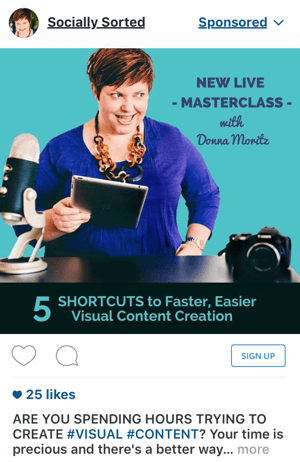 Socially Sorted
Sponsored
NEW LIVE
- MASTERCLASS -
with
Donna Moritz
5 SHORTCUTS to Faster, Easier
Visual Content Creation
SIGN UP
25 likes
ARE YOU SPENDING HOURS TRYING TO
CREATE #VISUAL #CONTENT? Your time is
precious and there's a better way... more